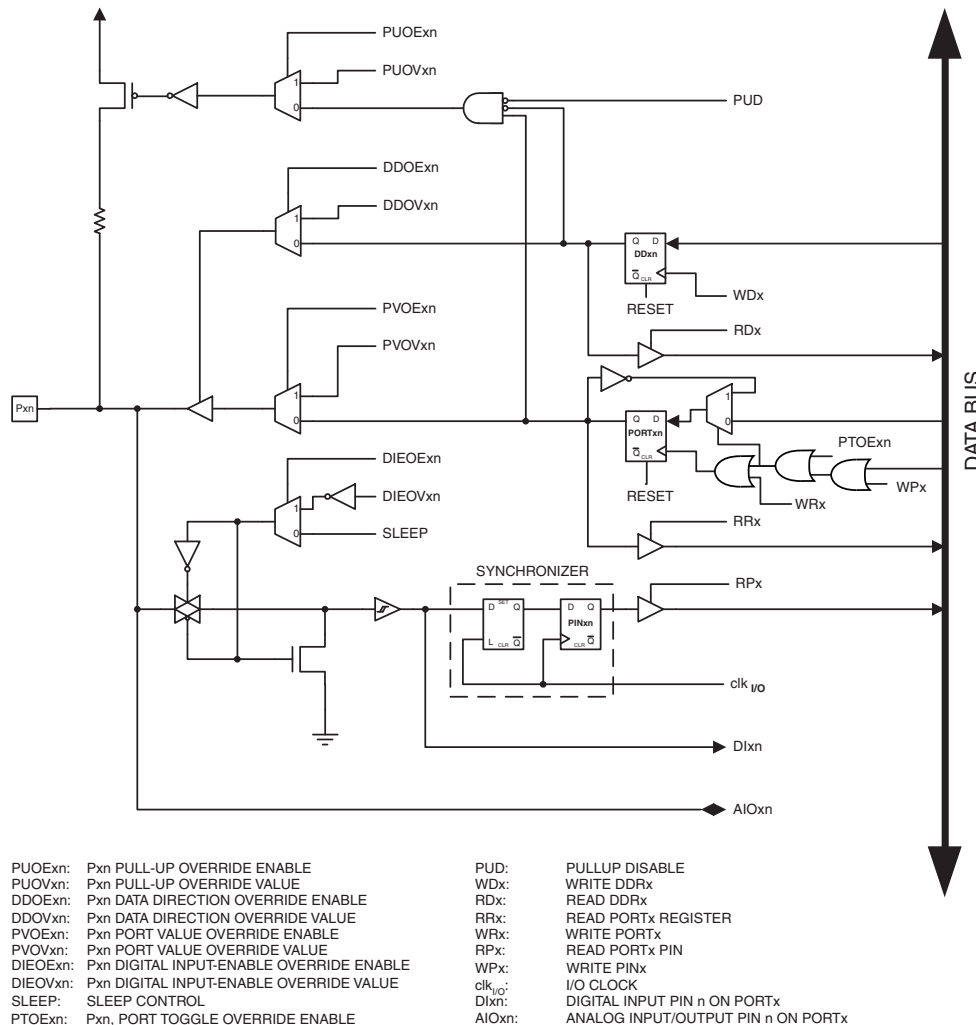 PUOExn
PUOVxn
1
0
PUD
DDOExn
DDOVxn
1
0
Q D
DDxn
Q CLR
WDx
RESET
RDx
PVOExn
PVOVxn
Pxn
1
0
1
0
Q D
PORTxn
Q CLR
PTOExn
WPx
WRx
RESET
RRx
DATA BUS
DIEOExn
DIEOVxn
1
0
SLEEP
SYNCHRONIZER
D SET Q
L CLR Q
D Q
PINxn
CLR Q
RPx
clk I/O
DIxn
AIOxn
PUOExn: Pxn PULL-UP OVERRIDE ENABLE
PUOVxn: Pxn PULL-UP OVERRIDE VALUE
DDOExn: Pxn DATA DIRECTION OVERRIDE ENABLE
DDOVxn: Pxn DATA DIRECTION OVERRIDE VALUE
PVOExn: Pxn PORT VALUE OVERRIDE ENABLE
PVOVxn: Pxn PORT VALUE OVERRIDE VALUE
DIEOExn: Pxn DIGITAL INPUT-ENABLE OVERRIDE ENABLE
DIEOVxn: Pxn DIGITAL INPUT-ENABLE OVERRIDE VALUE
SLEEP: SLEEP CONTROL
PTOExn: Pxn, PORT TOGGLE OVERRIDE ENABLE
PUD: PULLUP DISABLE
WDx: WRITE DDRx
RDx: READ DDRx
RRx: READ PORTx REGISTER
WRx: WRITE PORTx
RPx: READ PORTx PIN
WPx: WRITE PINx
clkI/O: I/O CLOCK
DIxn: DIGITAL INPUT PIN n ON PORTx
AIOxn: ANALOG INPUT/OUTPUT PIN n ON PORTx